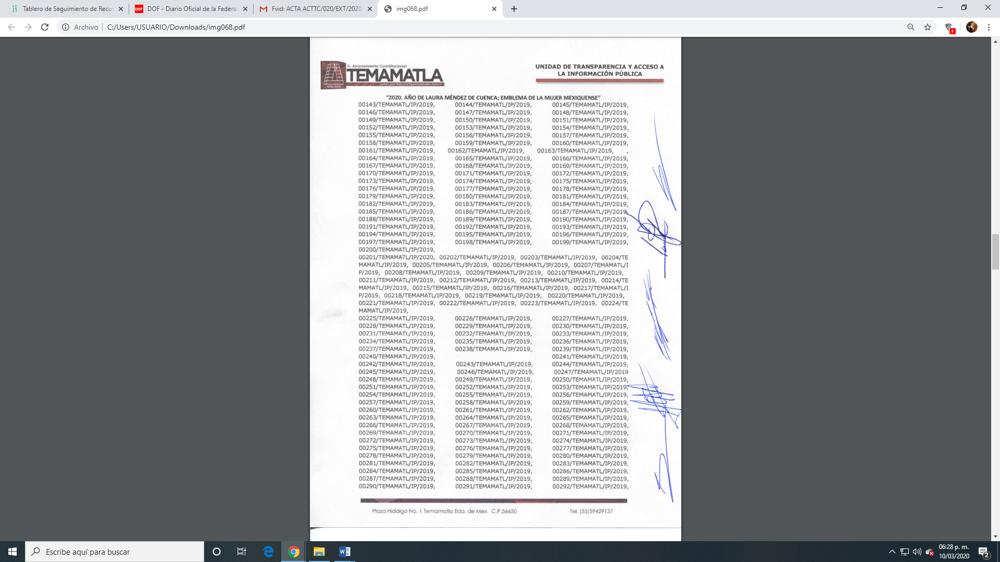 Tablero de Seguimiento de Recur
DOF - Diario Oficial de la Federac
Fwd: ACTA ACTTC/020/EXT/2020
img068.pdf
Archivo
C:/Users/USUARIO/Downloads/img068.pdf
H. Ayuntamiento Constitucional
TEMAMATLA
Juntos por Mejores Oportunidades Para ti
UNIDAD DE TRANSPARENCIA Y ACCESO A
LA INFORMACIÓN PÚBLICA
“2020. AÑO DE LAURA MÉNDEZ DE CUENCA; EMBLEMA DE LA MUJER MEXIQUENSE”
00143/TEMAMATL/IP/2019, 00144/TEMAMATL/IP/2019, 00145/TEMAMATL/IP/2019,
00146/TEMAMATL/IP/2019, 00147/TEMAMATL/IP/2019, 00148/TEMAMATL/IP/2019,
00149/TEMAMATL/IP/2019, 00150/TEMAMATL/IP/2019, 00151/TEMAMATL/IP/2019,
00152/TEMAMATL/IP/2019, 00153/TEMAMATL/IP/2019, 00154/TEMAMATL/IP/2019,
00155/TEMAMATL/IP/2019, 00156/TEMAMATL/IP/2019, 00157/TEMAMATL/IP/2019,
00158/TEMAMATL/IP/2019, 00159/TEMAMATL/IP/2019, 00160/TEMAMATL/IP/2019,
00161/TEMAMATL/IP/2019, 00162/TEMAMATL/IP/2019, 00163/TEMAMATL/IP/2019, ,
00164/TEMAMATL/IP/2019, 00165/TEMAMATL/IP/2019, 00166/TEMAMATL/IP/2019,
00167/TEMAMATL/IP/2019, 00168/TEMAMATL/IP/2019, 00169/TEMAMATL/IP/2019,
00170/TEMAMATL/IP/2019, 00171/TEMAMATL/IP/2019, 00172/TEMAMATL/IP/2019,
00173/TEMAMATL/IP/2019, 00174/TEMAMATL/IP/2019, 00175/TEMAMATL/IP/2019,
00176/TEMAMATL/IP/2019, 00177/TEMAMATL/IP/2019, 00178/TEMAMATL/IP/2019,
00179/TEMAMATL/IP/2019, 00180/TEMAMATL/IP/2019, 00181/TEMAMATL/IP/2019,
00182/TEMAMATL/IP/2019, 00183/TEMAMATL/IP/2019, 00184/TEMAMATL/IP/2019,
00185/TEMAMATL/IP/2019, 00186/TEMAMATL/IP/2019, 00187/TEMAMATL/IP/2019,
00188/TEMAMATL/IP/2019, 00189/TEMAMATL/IP/2019, 00190/TEMAMATL/IP/2019,
00191/TEMAMATL/IP/2019, 00192/TEMAMATL/IP/2019, 00193/TEMAMATL/IP/2019,
00194/TEMAMATL/IP/2019, 00195/TEMAMATL/IP/2019, 00196/TEMAMATL/IP/2019,
00197/TEMAMATL/IP/2019, 00198/TEMAMATL/IP/2019, 00199/TEMAMATL/IP/2019,
00200/TEMAMATL/IP/2019,
00201/TEMAMATL/IP/2020, 00202/TEMAMATL/IP/2019, 00203/TEMAMATL/IP/2019, 00204/TE
MAMATL/IP/2019, 00205/TEMAMATL/IP/2019, 00206/TEMAMATL/IP/2019, 00207/TEMAMATL/I
P/2019, 00208/TEMAMATL/IP/2019, 00209/TEMAMATL/IP/2019, 00210/TEMAMATL/IP/2019,
00211/TEMAMATL/IP/2019, 00212/TEMAMATL/IP/2019, 00213/TEMAMATL/IP/2019, 00214/TE
MAMATL/IP/2019, 00215/TEMAMATL/IP/2019, 00216/TEMAMATL/IP/2019, 00217/TEMAMATL/I
P/2019, 00218/TEMAMATL/IP/2019, 00219/TEMAMATL/IP/2019, 00220/TEMAMATL/IP/2019,
00221/TEMAMATL/IP/2019, 00222/TEMAMATL/IP/2019, 00223/TEMAMATL/IP/2019, 00224/TE
MAMATL/IP/2019,
00225/TEMAMATL/IP/2019, 00226/TEMAMATL/IP/2019, 00227/TEMAMATL/IP/2019,
00228/TEMAMATL/IP/2019, 00229/TEMAMATL/IP/2019, 00230/TEMAMATL/IP/2019,
00231/TEMAMATL/IP/2019, 00232/TEMAMATL/IP/2019, 00233/TEMAMATL/IP/2019,
00234/TEMAMATL/IP/2019, 00235/TEMAMATL/IP/2019, 00236/TEMAMATL/IP/2019,
00237/TEMAMATL/IP/2019, 00238/TEMAMATL/IP/2019, 00239/TEMAMATL/IP/2019,
00240/TEMAMATL/IP/2019, 00241/TEMAMATL/IP/2019,
00242/TEMAMATL/IP/2019, 00243/TEMAMATL/IP/2019, 00244/TEMAMATL/IP/2019,
00245/TEMAMATL/IP/2019, 00246/TEMAMATL/IP/2019, 00247/TEMAMATL/IP/2019
00248/TEMAMATL/IP/2019, 00249/TEMAMATL/IP/2019, 00250/TEMAMATL/IP/2019,
00251/TEMAMATL/IP/2019, 00252/TEMAMATL/IP/2019, 00253/TEMAMATL/IP/2019,
00254/TEMAMATL/IP/2019, 00255/TEMAMATL/IP/2019, 00256/TEMAMATL/IP/2019,
00257/TEMAMATL/IP/2019, 00258/TEMAMATL/IP/2019, 00259/TEMAMATL/IP/2019,
00260/TEMAMATL/IP/2019, 00261/TEMAMATL/IP/2019, 00262/TEMAMATL/IP/2019,
00263/TEMAMATL/IP/2019, 00264/TEMAMATL/IP/2019, 00265/TEMAMATL/IP/2019,
00266/TEMAMATL/IP/2019, 00267/TEMAMATL/IP/2019, 00268/TEMAMATL/IP/2019,
00269/TEMAMATL/IP/2019, 00270/TEMAMATL/IP/2019, 00271/TEMAMATL/IP/2019,
00272/TEMAMATL/IP/2019, 00273/TEMAMATL/IP/2019, 00274/TEMAMATL/IP/2019,
00275/TEMAMATL/IP/2019, 00276/TEMAMATL/IP/2019, 00277/TEMAMATL/IP/2019,
00278/TEMAMATL/IP/2019, 00279/TEMAMATL/IP/2019, 00280/TEMAMATL/IP/2019,
00281/TEMAMATL/IP/2019, 00282/TEMAMATL/IP/2019, 00283/TEMAMATL/IP/2019,
00284/TEMAMATL/IP/2019, 00285/TEMAMATL/IP/2019, 00286/TEMAMATL/IP/2019,
00287/TEMAMATL/IP/2019, 00288/TEMAMATL/IP/2019, 00289/TEMAMATL/IP/2019,
00290/TEMAMATL/IP/2019, 00291/TEMAMATL/IP/2019, 00292/TEMAMATL/IP/2019,
Plaza Hidalgo No. 1 Temamatla Edo. de Mex. C.P.56650 Tel. (55)59429137
Escribe aquí para buscar
06:28 p. m.
10/03/2020
2